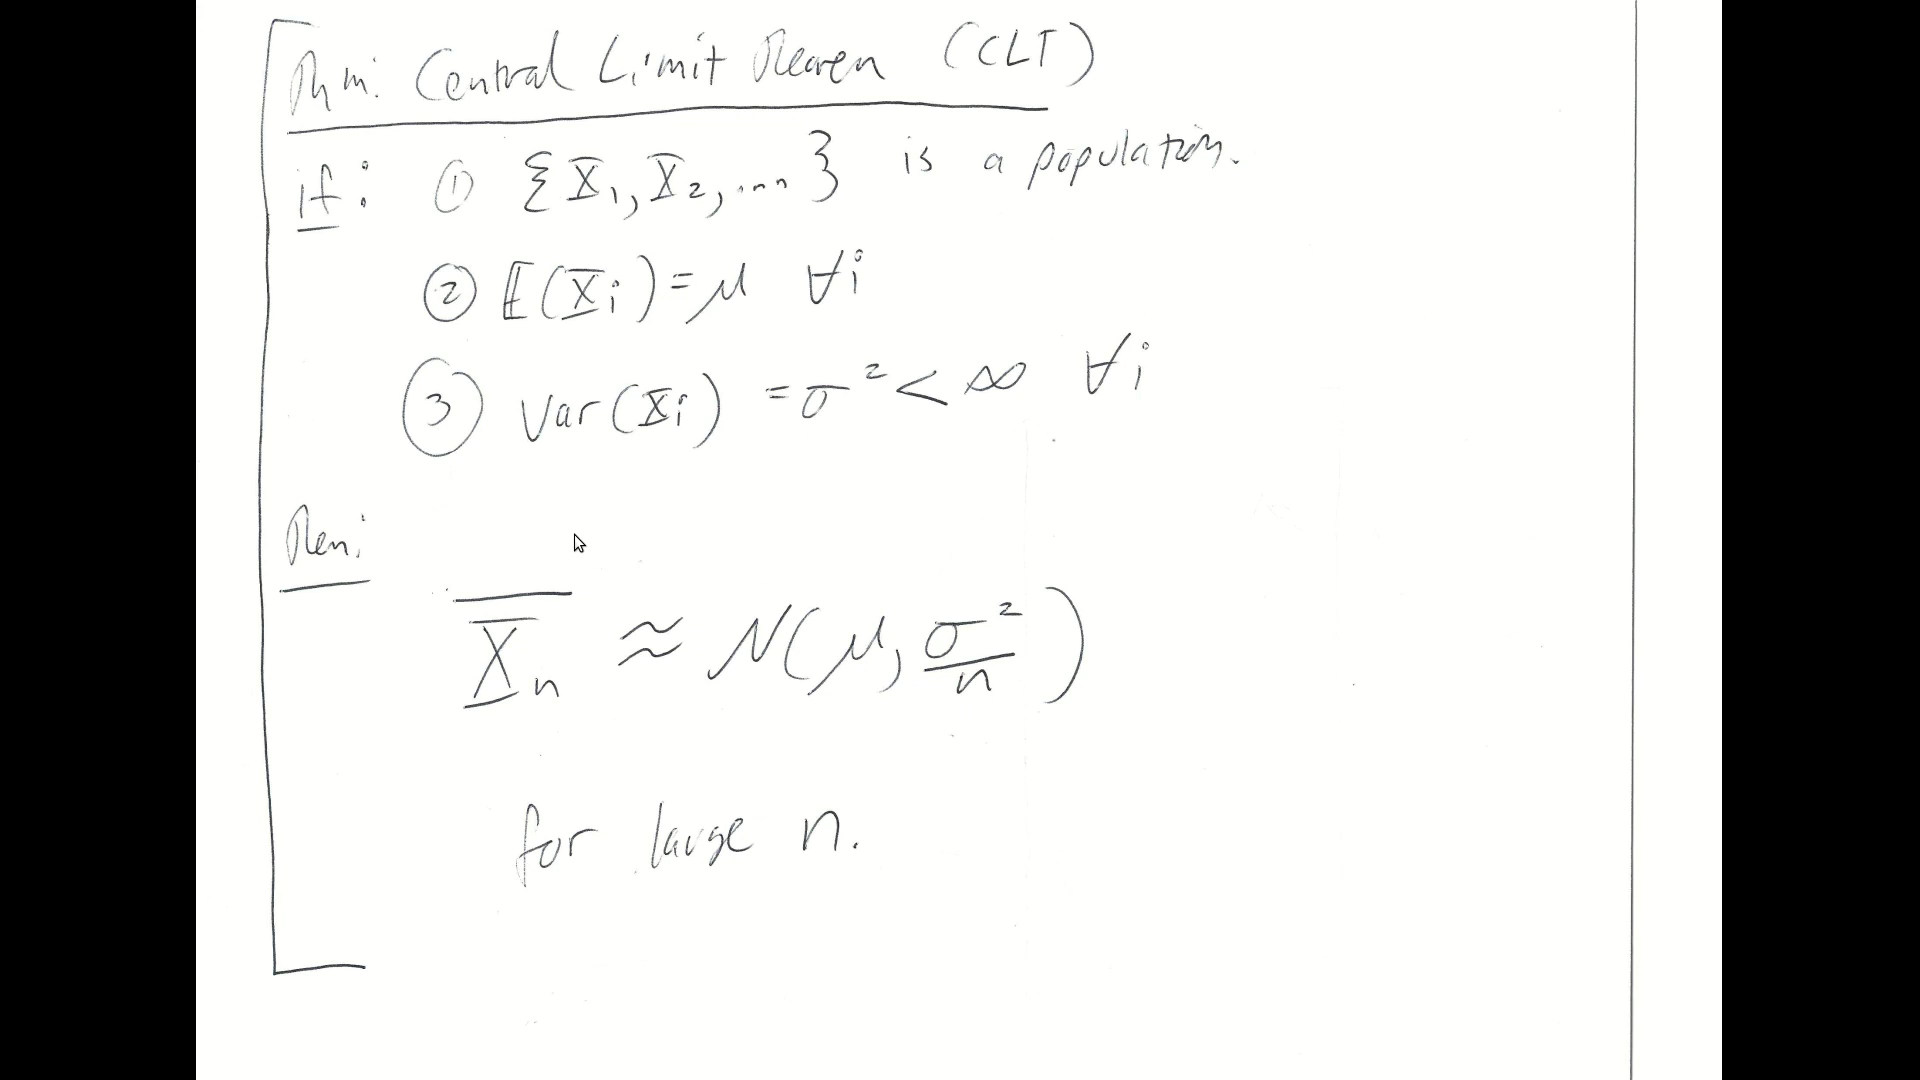 Thm: Central Limit Theorem (CLT)
if: ① {X₁, X₂, ....} is a population.
② 𝔼(Xᵢ) = μ ∀i
③ Var(Xᵢ) = σ² < ∞ ∀i
Then:
X̅ₙ ≈ N(μ, σ²/n)
for large n.